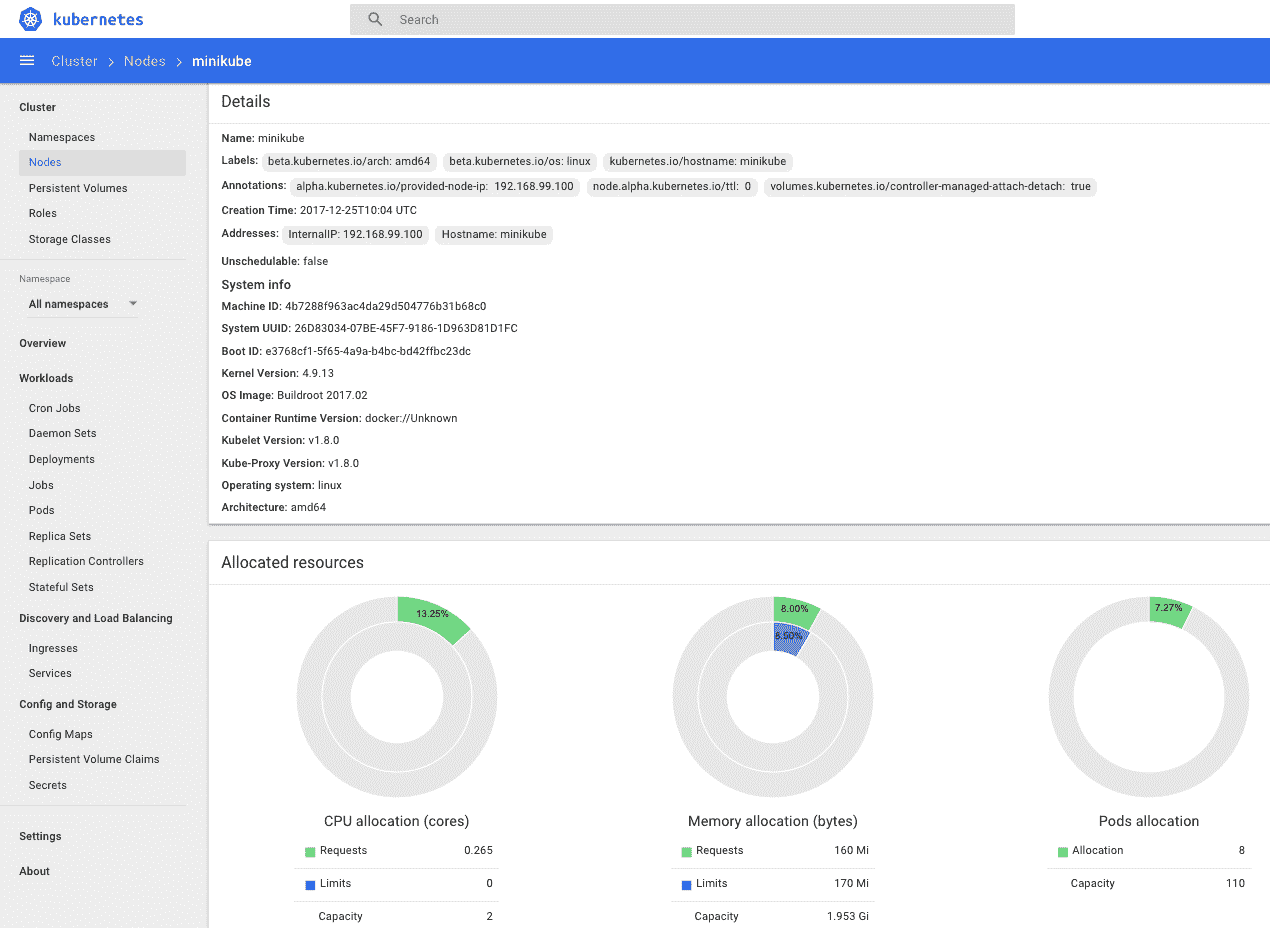 kubernetes
Search
Cluster > Nodes > minikube
Cluster
Namespaces
Nodes
Persistent Volumes
Roles
Storage Classes
Namespace
All namespaces
Overview
Workloads
Cron Jobs
Daemon Sets
Deployments
Jobs
Pods
Replica Sets
Replication Controllers
Stateful Sets
Discovery and Load Balancing
Ingresses
Services
Config and Storage
Config Maps
Persistent Volume Claims
Secrets
Settings
About
Details
Name: minikube
Labels: beta.kubernetes.io/arch: amd64 beta.kubernetes.io/os: linux kubernetes.io/hostname: minikube
Annotations: alpha.kubernetes.io/provided-node-ip: 192.168.99.100 node.alpha.kubernetes.io/ttl: 0 volumes.kubernetes.io/controller-managed-attach-detach: true
Creation Time: 2017-12-25T10:04 UTC
Addresses: InternalIP: 192.168.99.100 Hostname: minikube
Unschedulable: false
System info
Machine ID: 4b7288f963ac4da29d504776b31b68c0
System UUID: 26D83034-07BE-45F7-9186-1D963D81D1FC
Boot ID: e3768cf1-5f65-4a9a-b4bc-bd42ffbc23dc
Kernel Version: 4.9.13
OS Image: Buildroot 2017.02
Container Runtime Version: docker://Unknown
Kubelet Version: v1.8.0
Kube-Proxy Version: v1.8.0
Operating system: linux
Architecture: amd64
Allocated resources
13.25%
CPU allocation (cores)
Requests 0.265
Limits 0
Capacity 2
8.00%
8.50%
Memory allocation (bytes)
Requests 160 Mi
Limits 170 Mi
Capacity 1.953 Gi
7.27%
Pods allocation
Allocation 8
Capacity 110